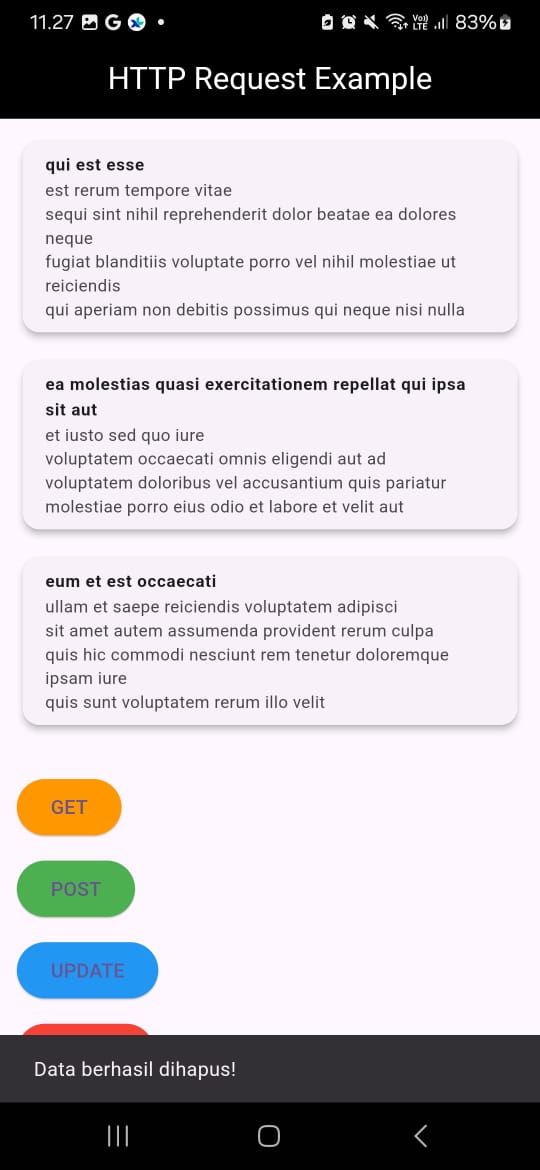 11.27 G 83%
Vo))
LTE
HTTP Request Example
qui est esse
est rerum tempore vitae
sequi sint nihil reprehenderit dolor beatae ea dolores
neque
fugiat blanditiis voluptate porro vel nihil molestiae ut
reiciendis
qui aperiam non debitis possimus qui neque nisi nulla
ea molestias quasi exercitationem repellat qui ipsa
sit aut
et iusto sed quo iure
voluptatem occaecati omnis eligendi aut ad
voluptatem doloribus vel accusantium quis pariatur
molestiae porro eius odio et labore et velit aut
eum et est occaecati
ullam et saepe reiciendis voluptatem adipisci
sit amet autem assumenda provident rerum culpa
quis hic commodi nesciunt rem tenetur doloremque
ipsam iure
quis sunt voluptatem rerum illo velit
GET
POST
UPDATE
Data berhasil dihapus!